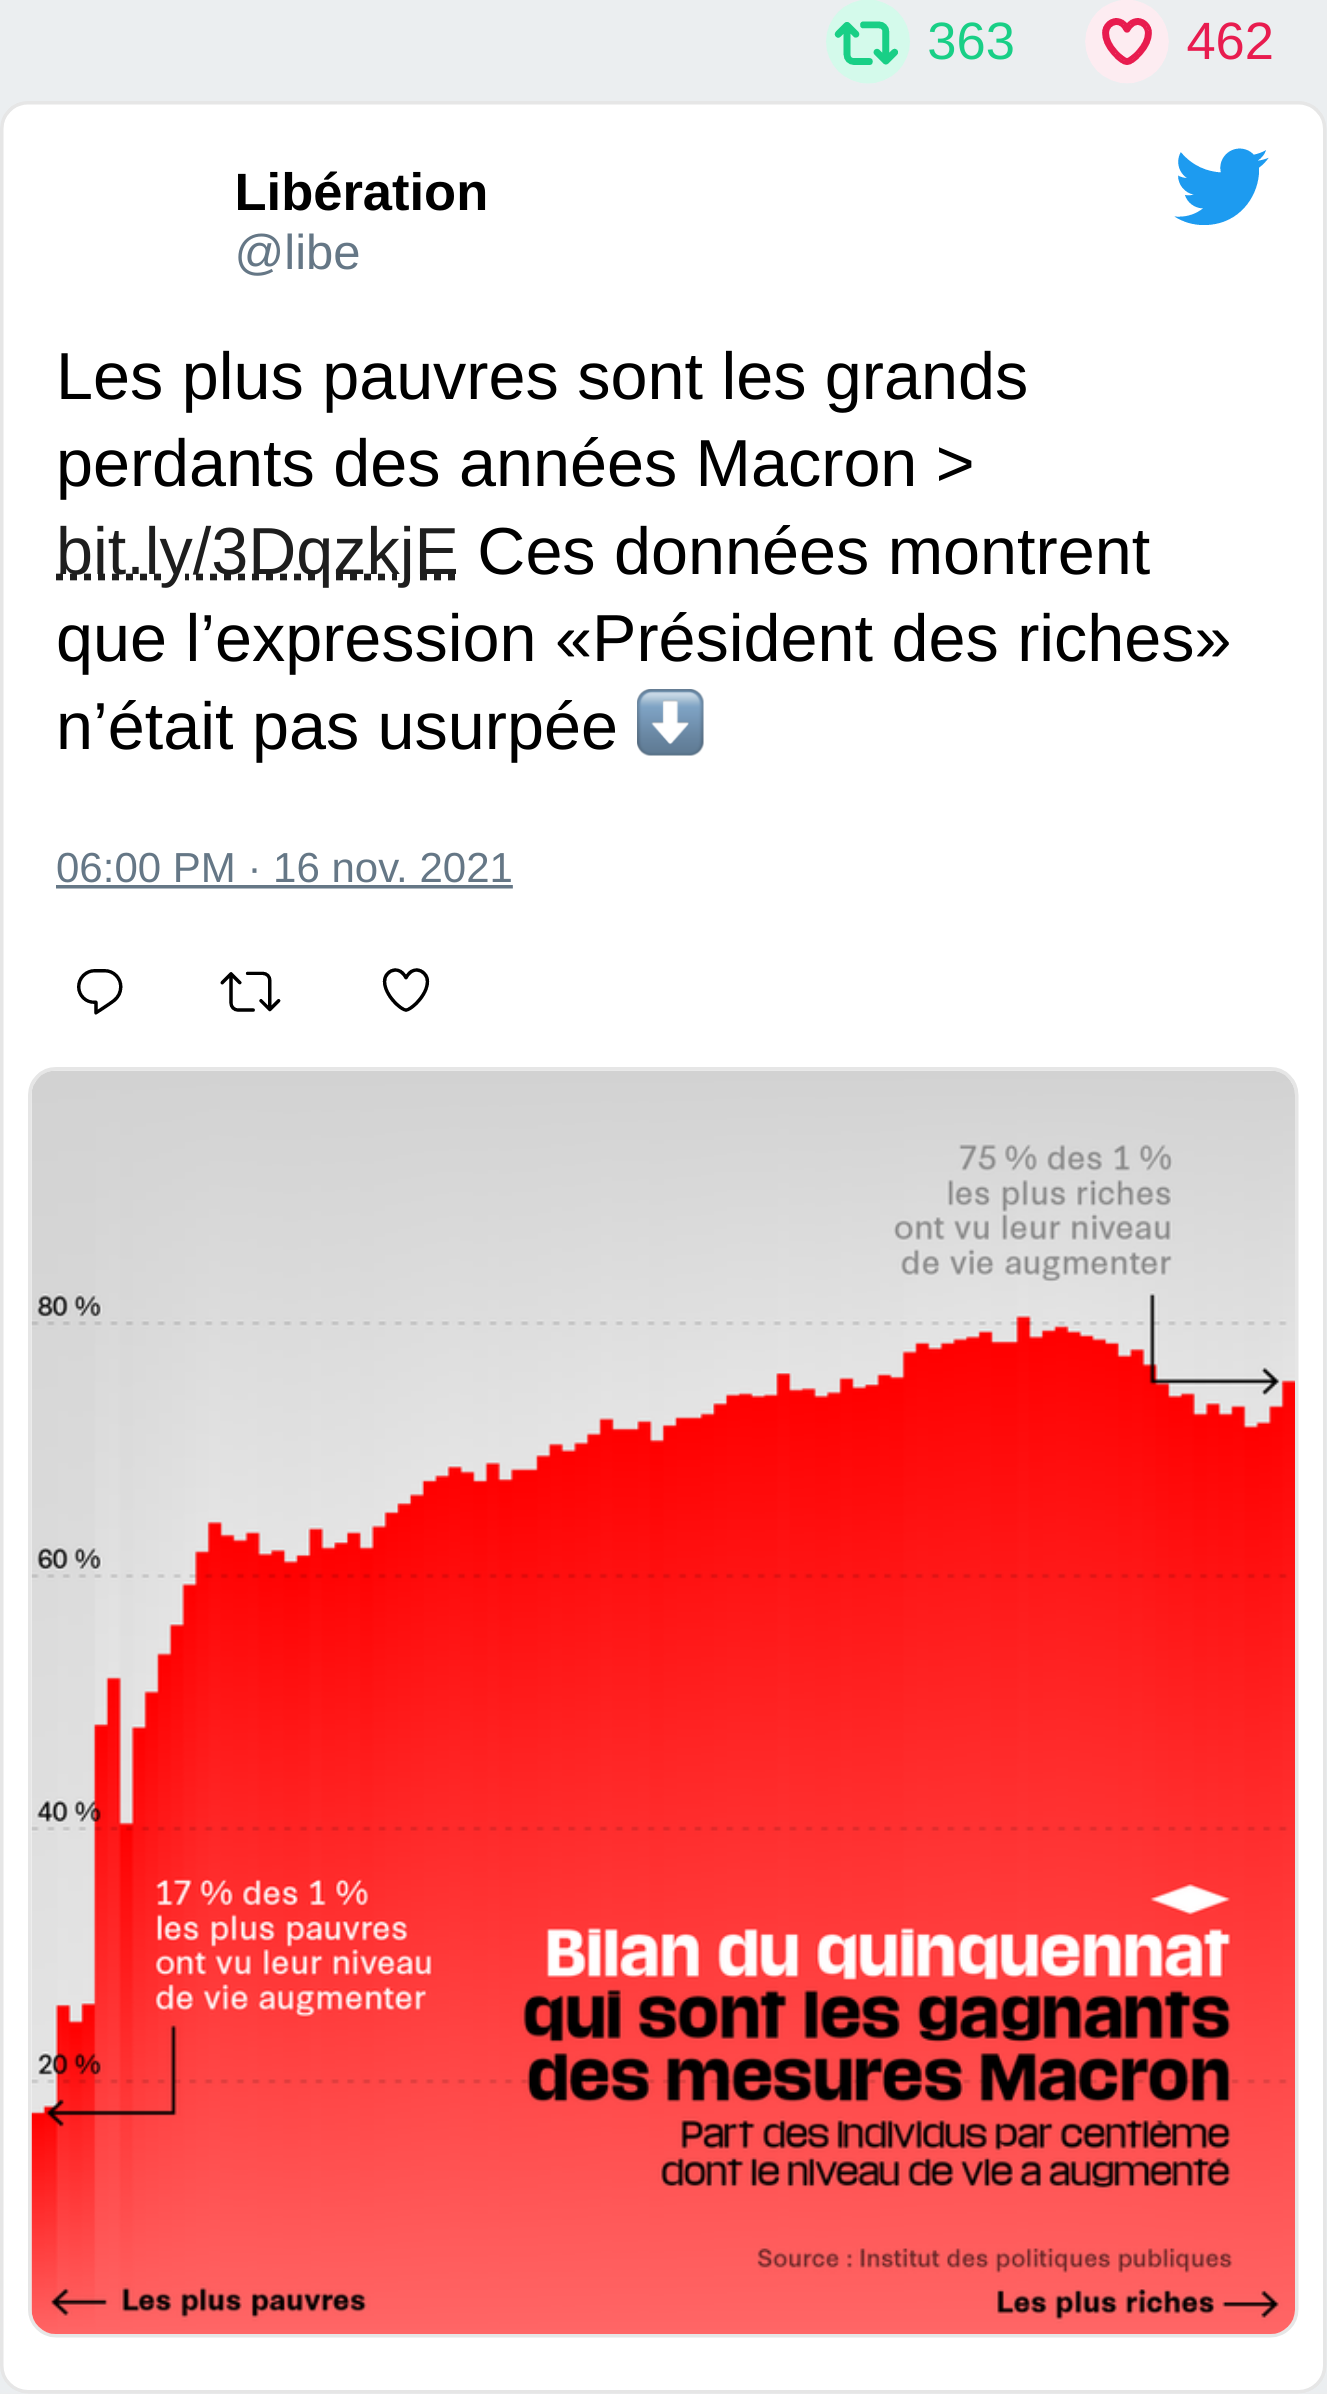 363 462
Libération
@libe
Les plus pauvres sont les grands
perdants des années Macron >
bit.ly/3DqzkjE Ces données montrent
que l’expression «Président des riches»
n’était pas usurpée ⬇️
06:00 PM · 16 nov. 2021
75 % des 1 %
les plus riches
ont vu leur niveau
de vie augmenter
80 %
60 %
40 %
17 % des 1 %
les plus pauvres
ont vu leur niveau
de vie augmenter
20 %
Bilan du quinquennat
qui sont les gagnants
des mesures Macron
Part des individus par centième
dont le niveau de vie a augmenté
Source : Institut des politiques publiques
← Les plus pauvres
Les plus riches →